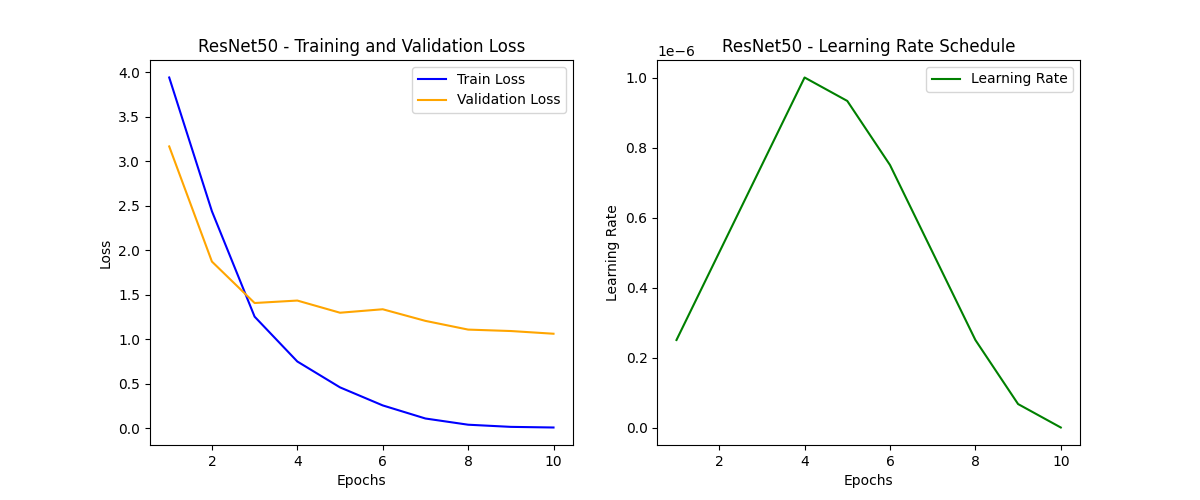 ResNet50 - Training and Validation Loss
Train Loss
Validation Loss
4.0
3.5
3.0
2.5
2.0
1.5
1.0
0.5
0.0
Loss
2 4 6 8 10
Epochs
ResNet50 - Learning Rate Schedule
1e−6
Learning Rate
1.0
0.8
0.6
0.4
0.2
0.0
Learning Rate
2 4 6 8 10
Epochs